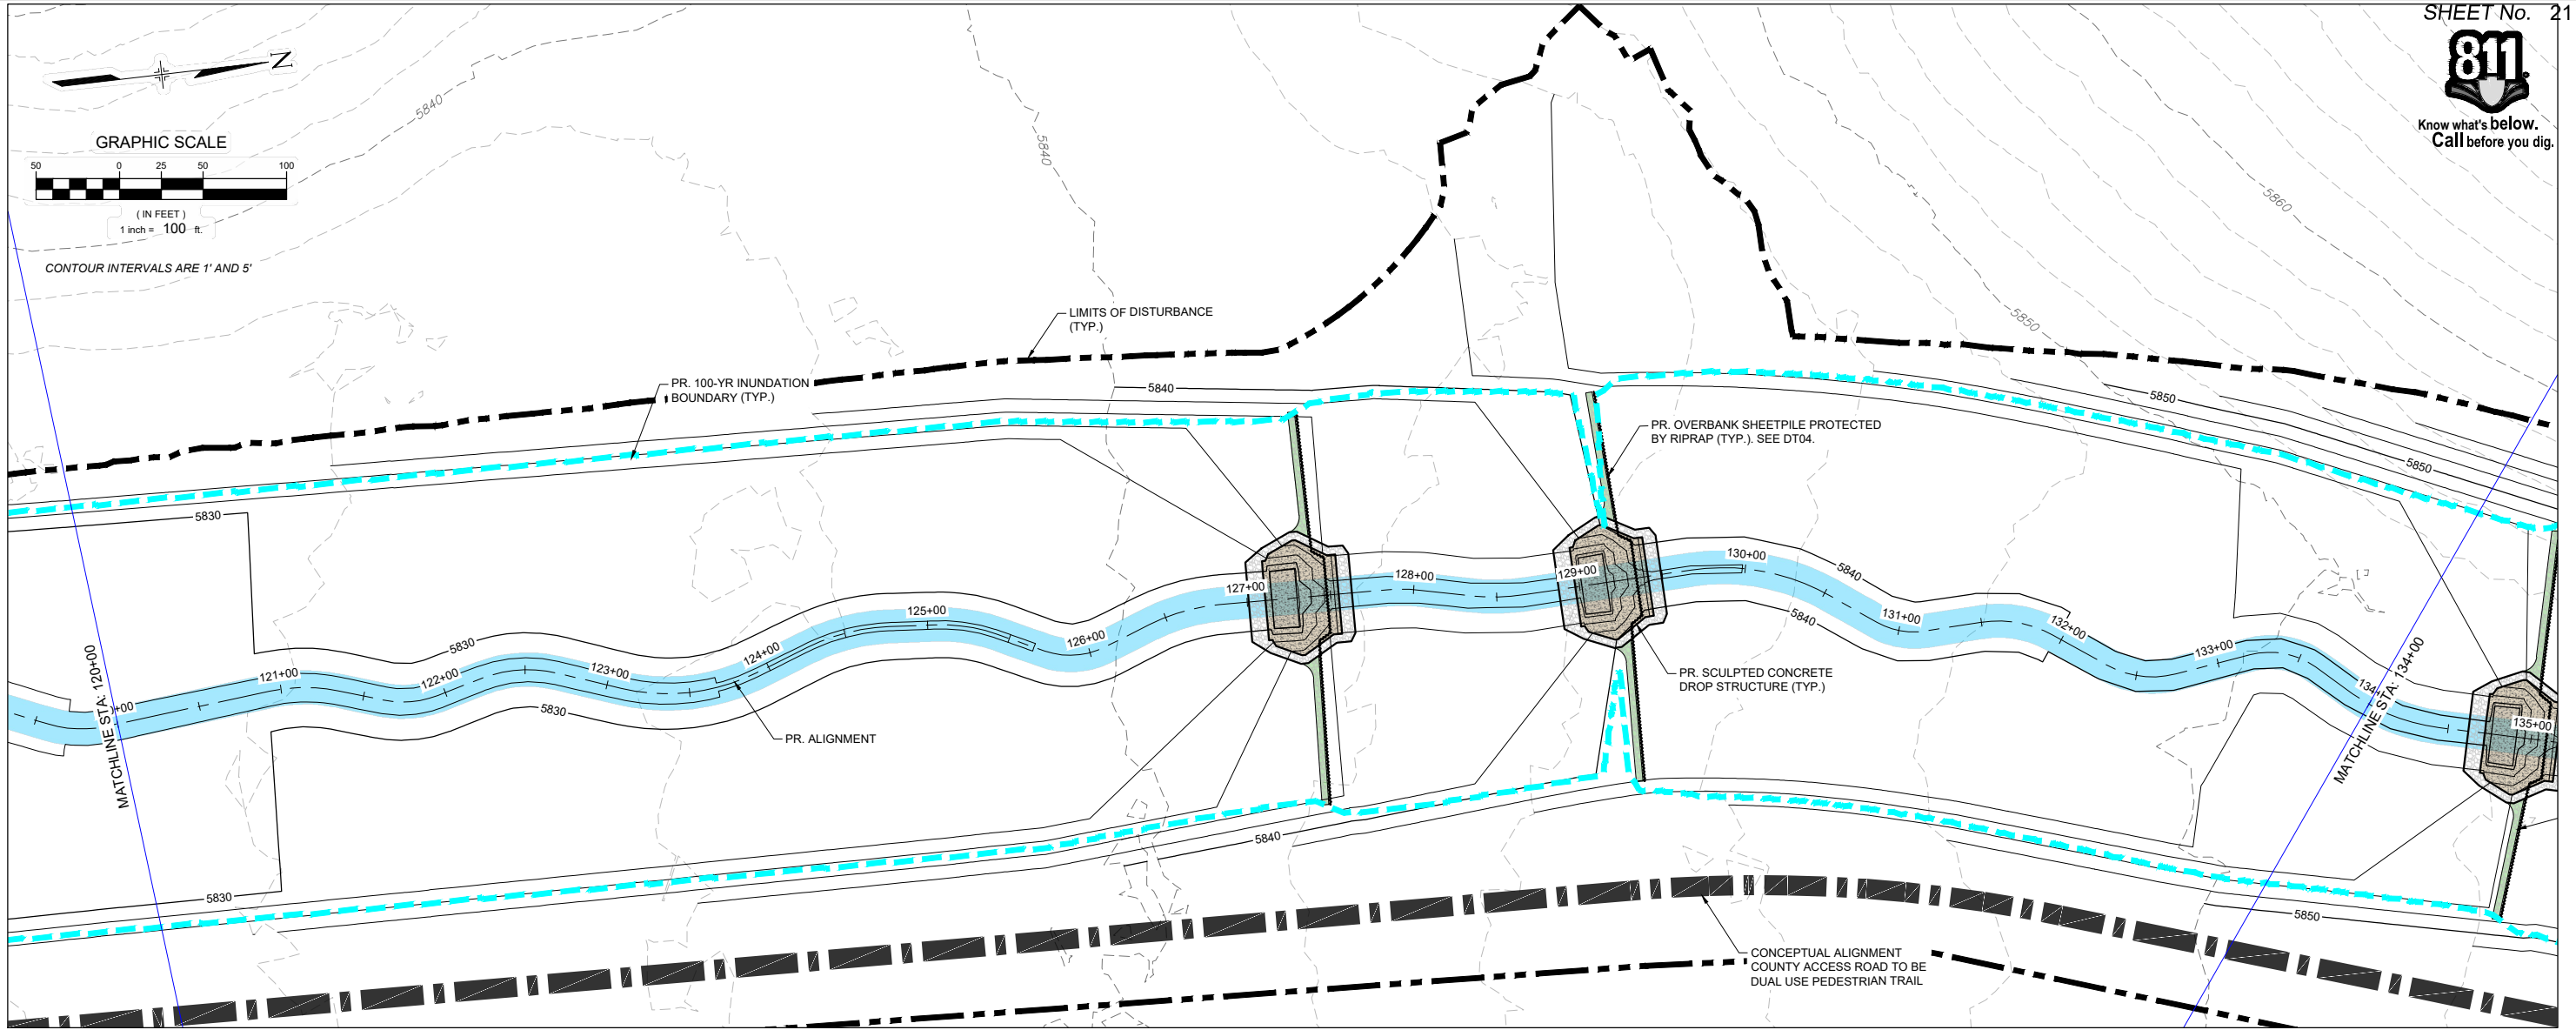 SHEET No. 21
811
Know what's below.
Call before you dig.
N
GRAPHIC SCALE
50 0 25 50 100
( IN FEET )
1 inch = 100 ft.
CONTOUR INTERVALS ARE 1' AND 5'
5840
5840
5860
5850
LIMITS OF DISTURBANCE
(TYP.)
PR. 100-YR INUNDATION
BOUNDARY (TYP.)
5840
5850
5850
PR. OVERBANK SHEETPILE PROTECTED
BY RIPRAP (TYP.). SEE DT04.
5830
MATCHLINE STA: 120+00
+00
121+00
122+00
123+00
124+00
125+00
126+00
127+00
128+00
129+00
130+00
131+00
132+00
133+00
134+
135+00
5830
5830
5840
5840
MATCHLINE STA: 134+00
PR. SCULPTED CONCRETE
DROP STRUCTURE (TYP.)
PR. ALIGNMENT
5840
5830
5850
CONCEPTUAL ALIGNMENT
COUNTY ACCESS ROAD TO BE
DUAL USE PEDESTRIAN TRAIL